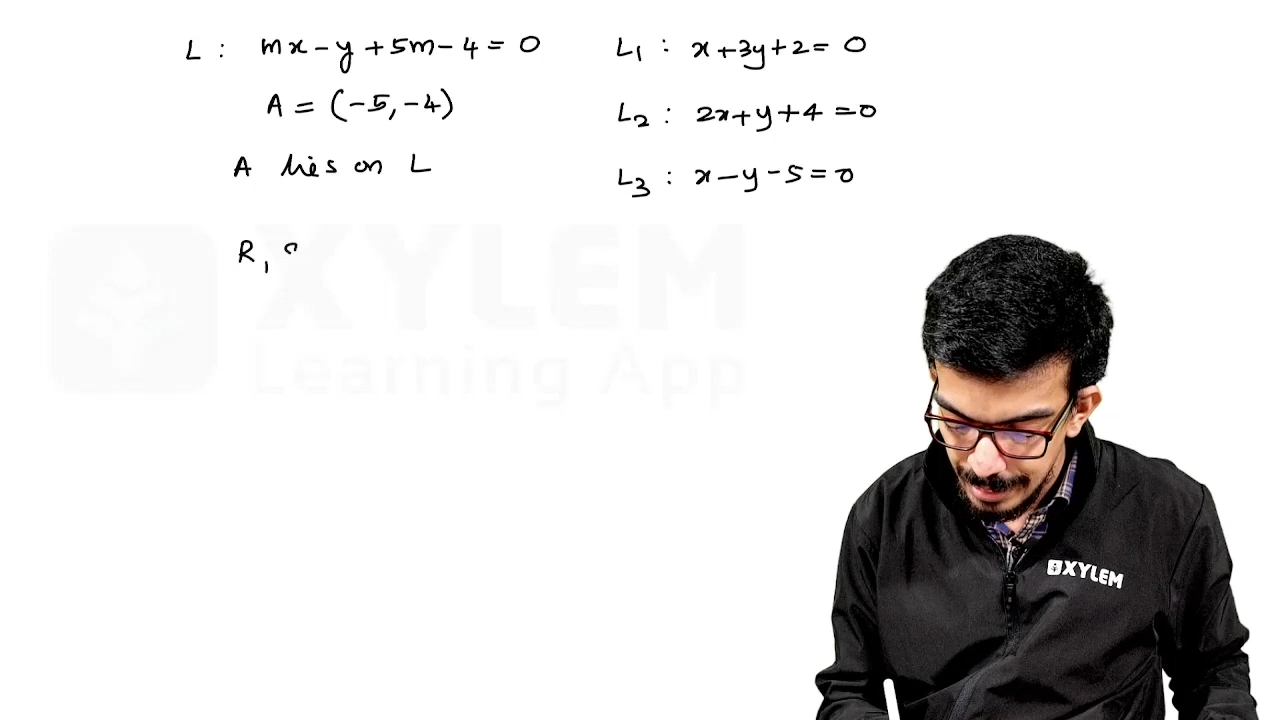 L : mx - y + 5m - 4 = 0
A = (-5, -4)
A lies on L
R,
L₁ : x + 3y + 2 = 0
L₂ : 2x + y + 4 = 0
L₃ : x - y - 5 = 0
XYLEM
Learning App
XYLEM